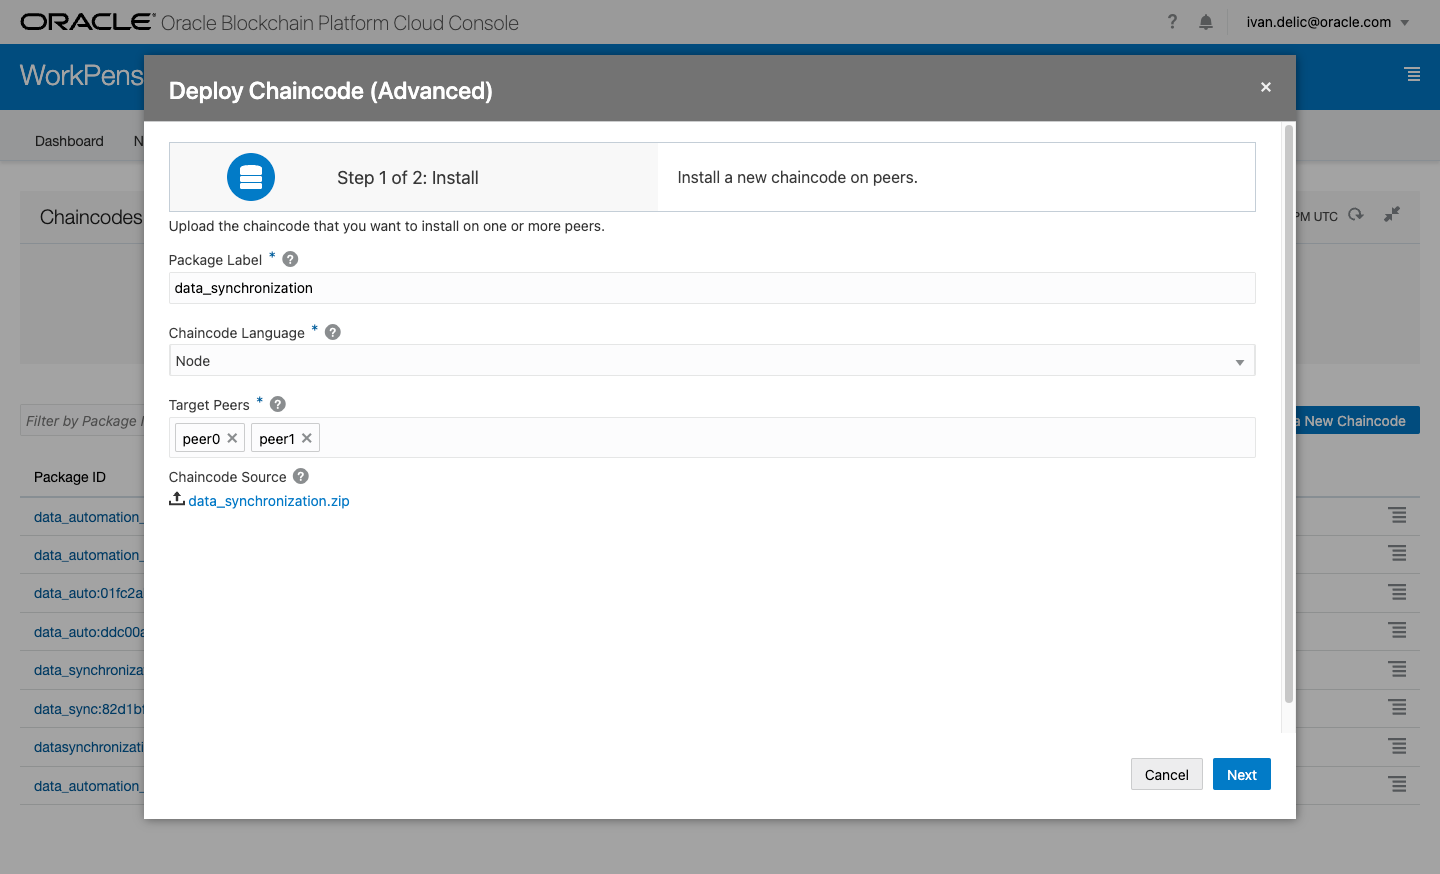 ORACLE® Oracle Blockchain Platform Cloud Console
? ivan.delic@oracle.com
WorkPens
Deploy Chaincode (Advanced)
×
Dashboard N
Step 1 of 2: Install
Install a new chaincode on peers.
Chaincodes
PM UTC
Upload the chaincode that you want to install on one or more peers.
Package Label * ?
data_synchronization
Chaincode Language * ?
Node
Target Peers * ?
Filter by Package
a New Chaincode
peer0 × peer1 ×
Package ID
Chaincode Source ?
data_synchronization.zip
data_automation_
data_automation_
data_auto:01fc2a
data_auto:ddc00a
data_synchroniza
data_sync:82d1bf
datasynchronizati
data_automation_
Cancel Next